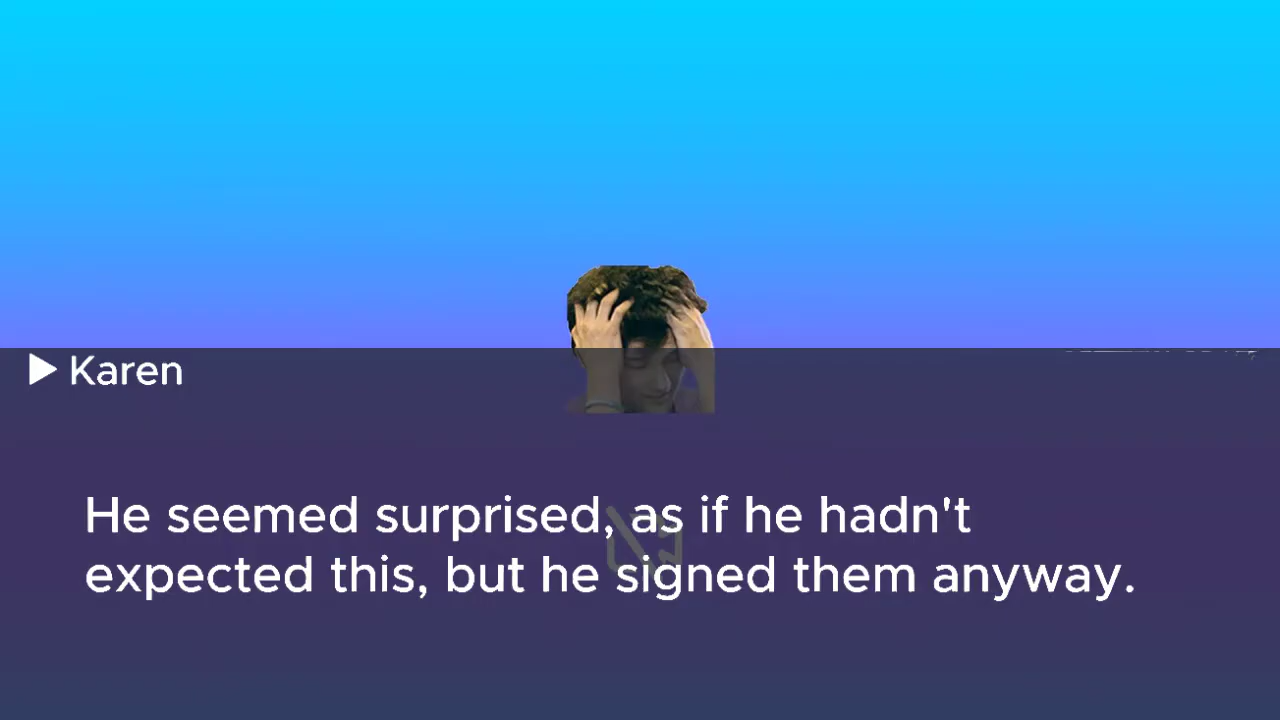 Karen
He seemed surprised, as if he hadn't
expected this, but he signed them anyway.